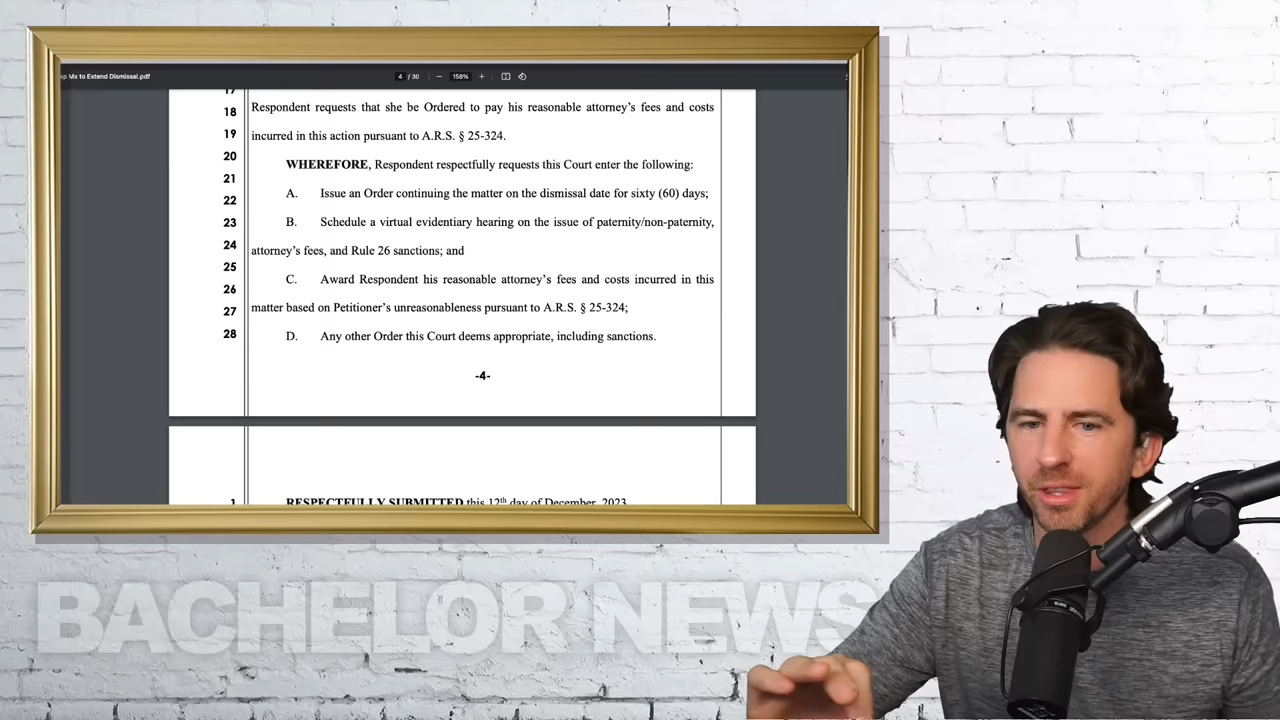 p Mx to Extend Dismissal.pdf
4 / 30
158%
17
18 Respondent requests that she be Ordered to pay his reasonable attorney's fees and costs
19 incurred in this action pursuant to A.R.S. § 25-324.
20 WHEREFORE, Respondent respectfully requests this Court enter the following:
21
22 A. Issue an Order continuing the matter on the dismissal date for sixty (60) days;
23 B. Schedule a virtual evidentiary hearing on the issue of paternity/non-paternity,
24 attorney's fees, and Rule 26 sanctions; and
25
26 C. Award Respondent his reasonable attorney's fees and costs incurred in this
27 matter based on Petitioner's unreasonableness pursuant to A.R.S. § 25-324;
28 D. Any other Order this Court deems appropriate, including sanctions.
-4-
1 RESPECTFULLY SUBMITTED this 12th day of December, 2023
BACHELOR NEWS